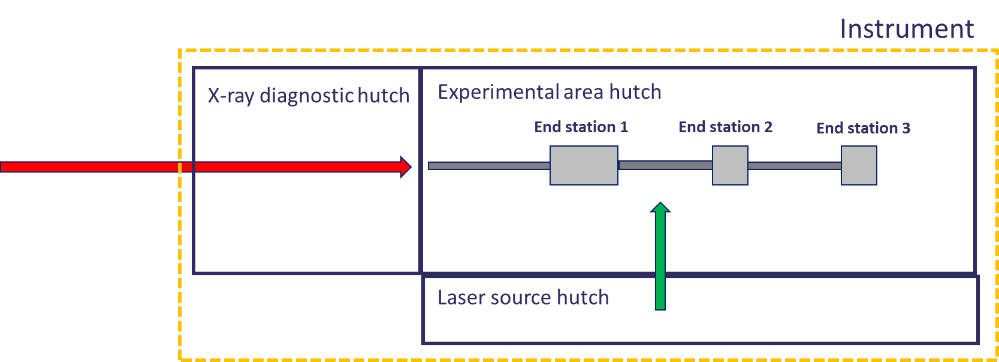 Instrument
X-ray diagnostic hutch
Experimental area hutch
End station 1
End station 2
End station 3
Laser source hutch